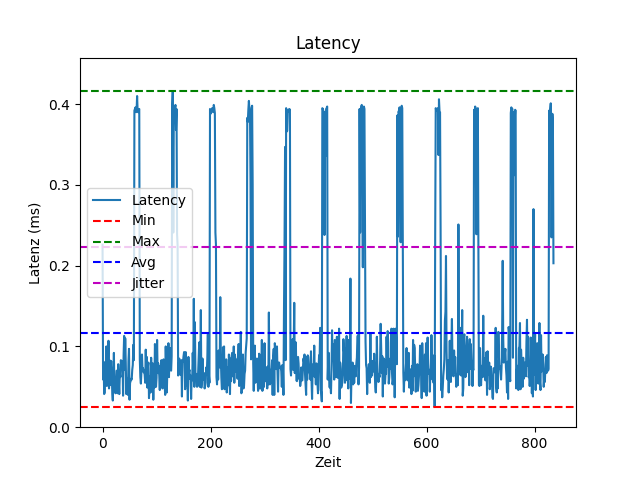 Latency
Latenz (ms)
0.4
0.3
0.2
0.1
0.0
Latency
Min
Max
Avg
Jitter
0 200 400 600 800
Zeit